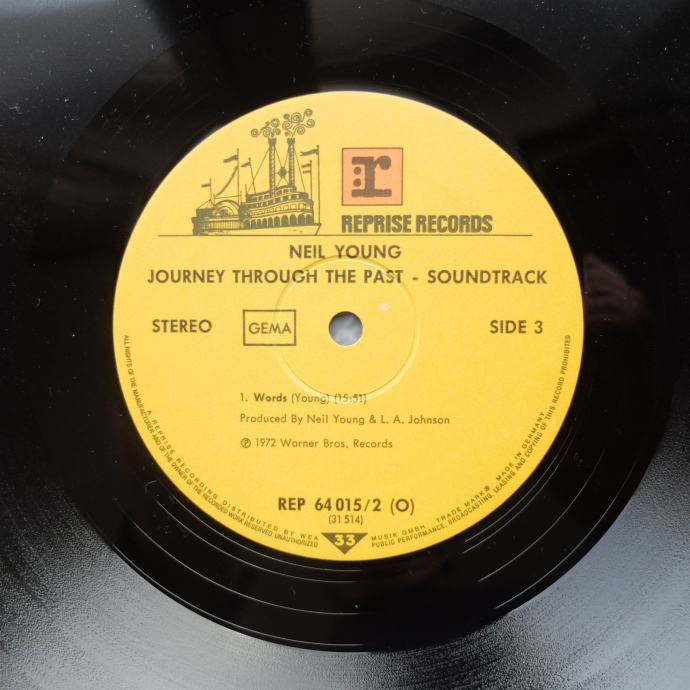 r
REPRISE RECORDS
NEIL YOUNG
JOURNEY THROUGH THE PAST - SOUNDTRACK
STEREO
GEMA
SIDE 3
1. Words (Young) (15:51)
Produced By Neil Young & L. A. Johnson
℗ 1972 Warner Bros, Records
REP 64 015/2 (O)
(31 514)
33
A REPRISE RECORDING DISTRIBUTED BY WEA MUSIK GMBH. TRADE MARK ® MADE IN GERMANY
ALL RIGHTS OF THE MANUFACTURER AND OF THE OWNER OF THE RECORDED WORK RESERVED UNAUTHORIZED PUBLIC PERFORMANCE, BROADCASTING, LEASING AND COPYING OF THIS RECORD PROHIBITED